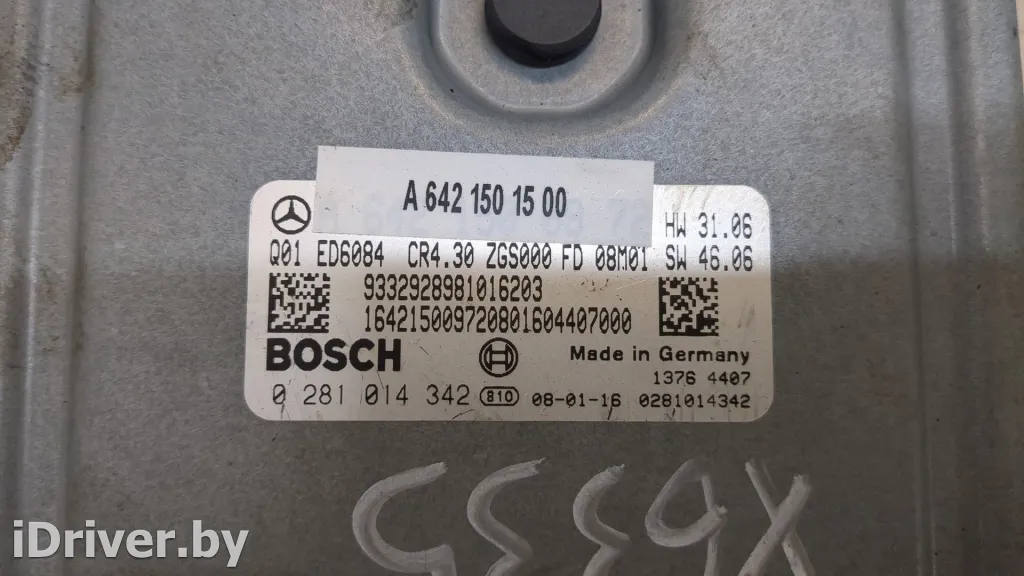 A 642 150 15 00
HW 31.06
Q01 ED6084 CR4.30 ZGS000 FD 08M01 SW 46.06
9332928981016203
164215009720801604407000
BOSCH
Made in Germany
1376 4407
0 281 014 342 810 08-01-16 0281014342
iDriver.by